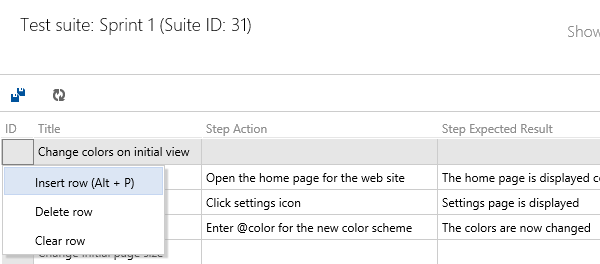 Test suite: Sprint 1 (Suite ID: 31)
Show
ID Title Step Action Step Expected Result
Change colors on initial view
Insert row (Alt + P) Open the home page for the web site The home page is displayed c
Delete row Click settings icon Settings page is displayed
Enter @color for the new color scheme The colors are now changed
Clear row
Change initial page size